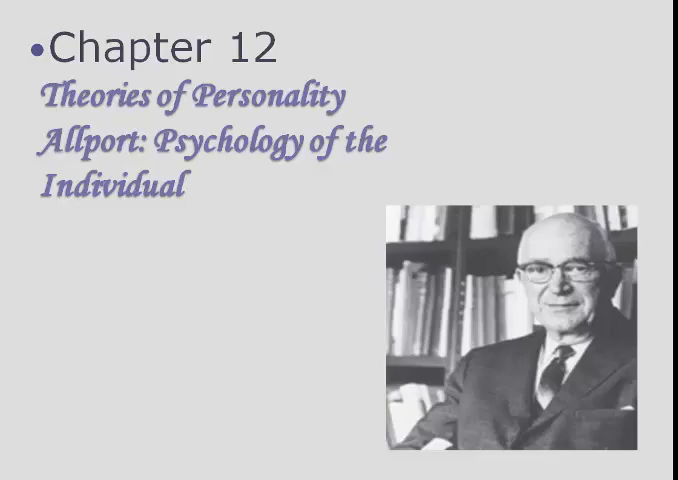 •Chapter 12
Theories of Personality
Allport: Psychology of the
Individual